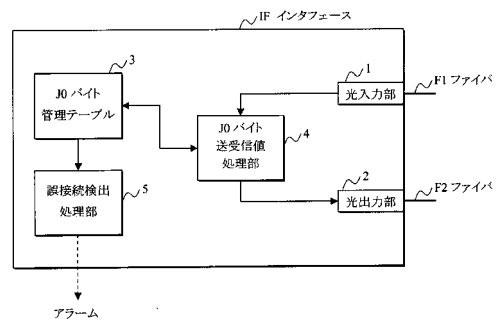 IF インタフェース
3
J0 バイト
管理テーブル
1
光入力部
F1 ファイバ
J0 バイト
送受信値
処理部
4
誤接続検出
処理部
5
2
光出力部
F2 ファイバ
アラーム